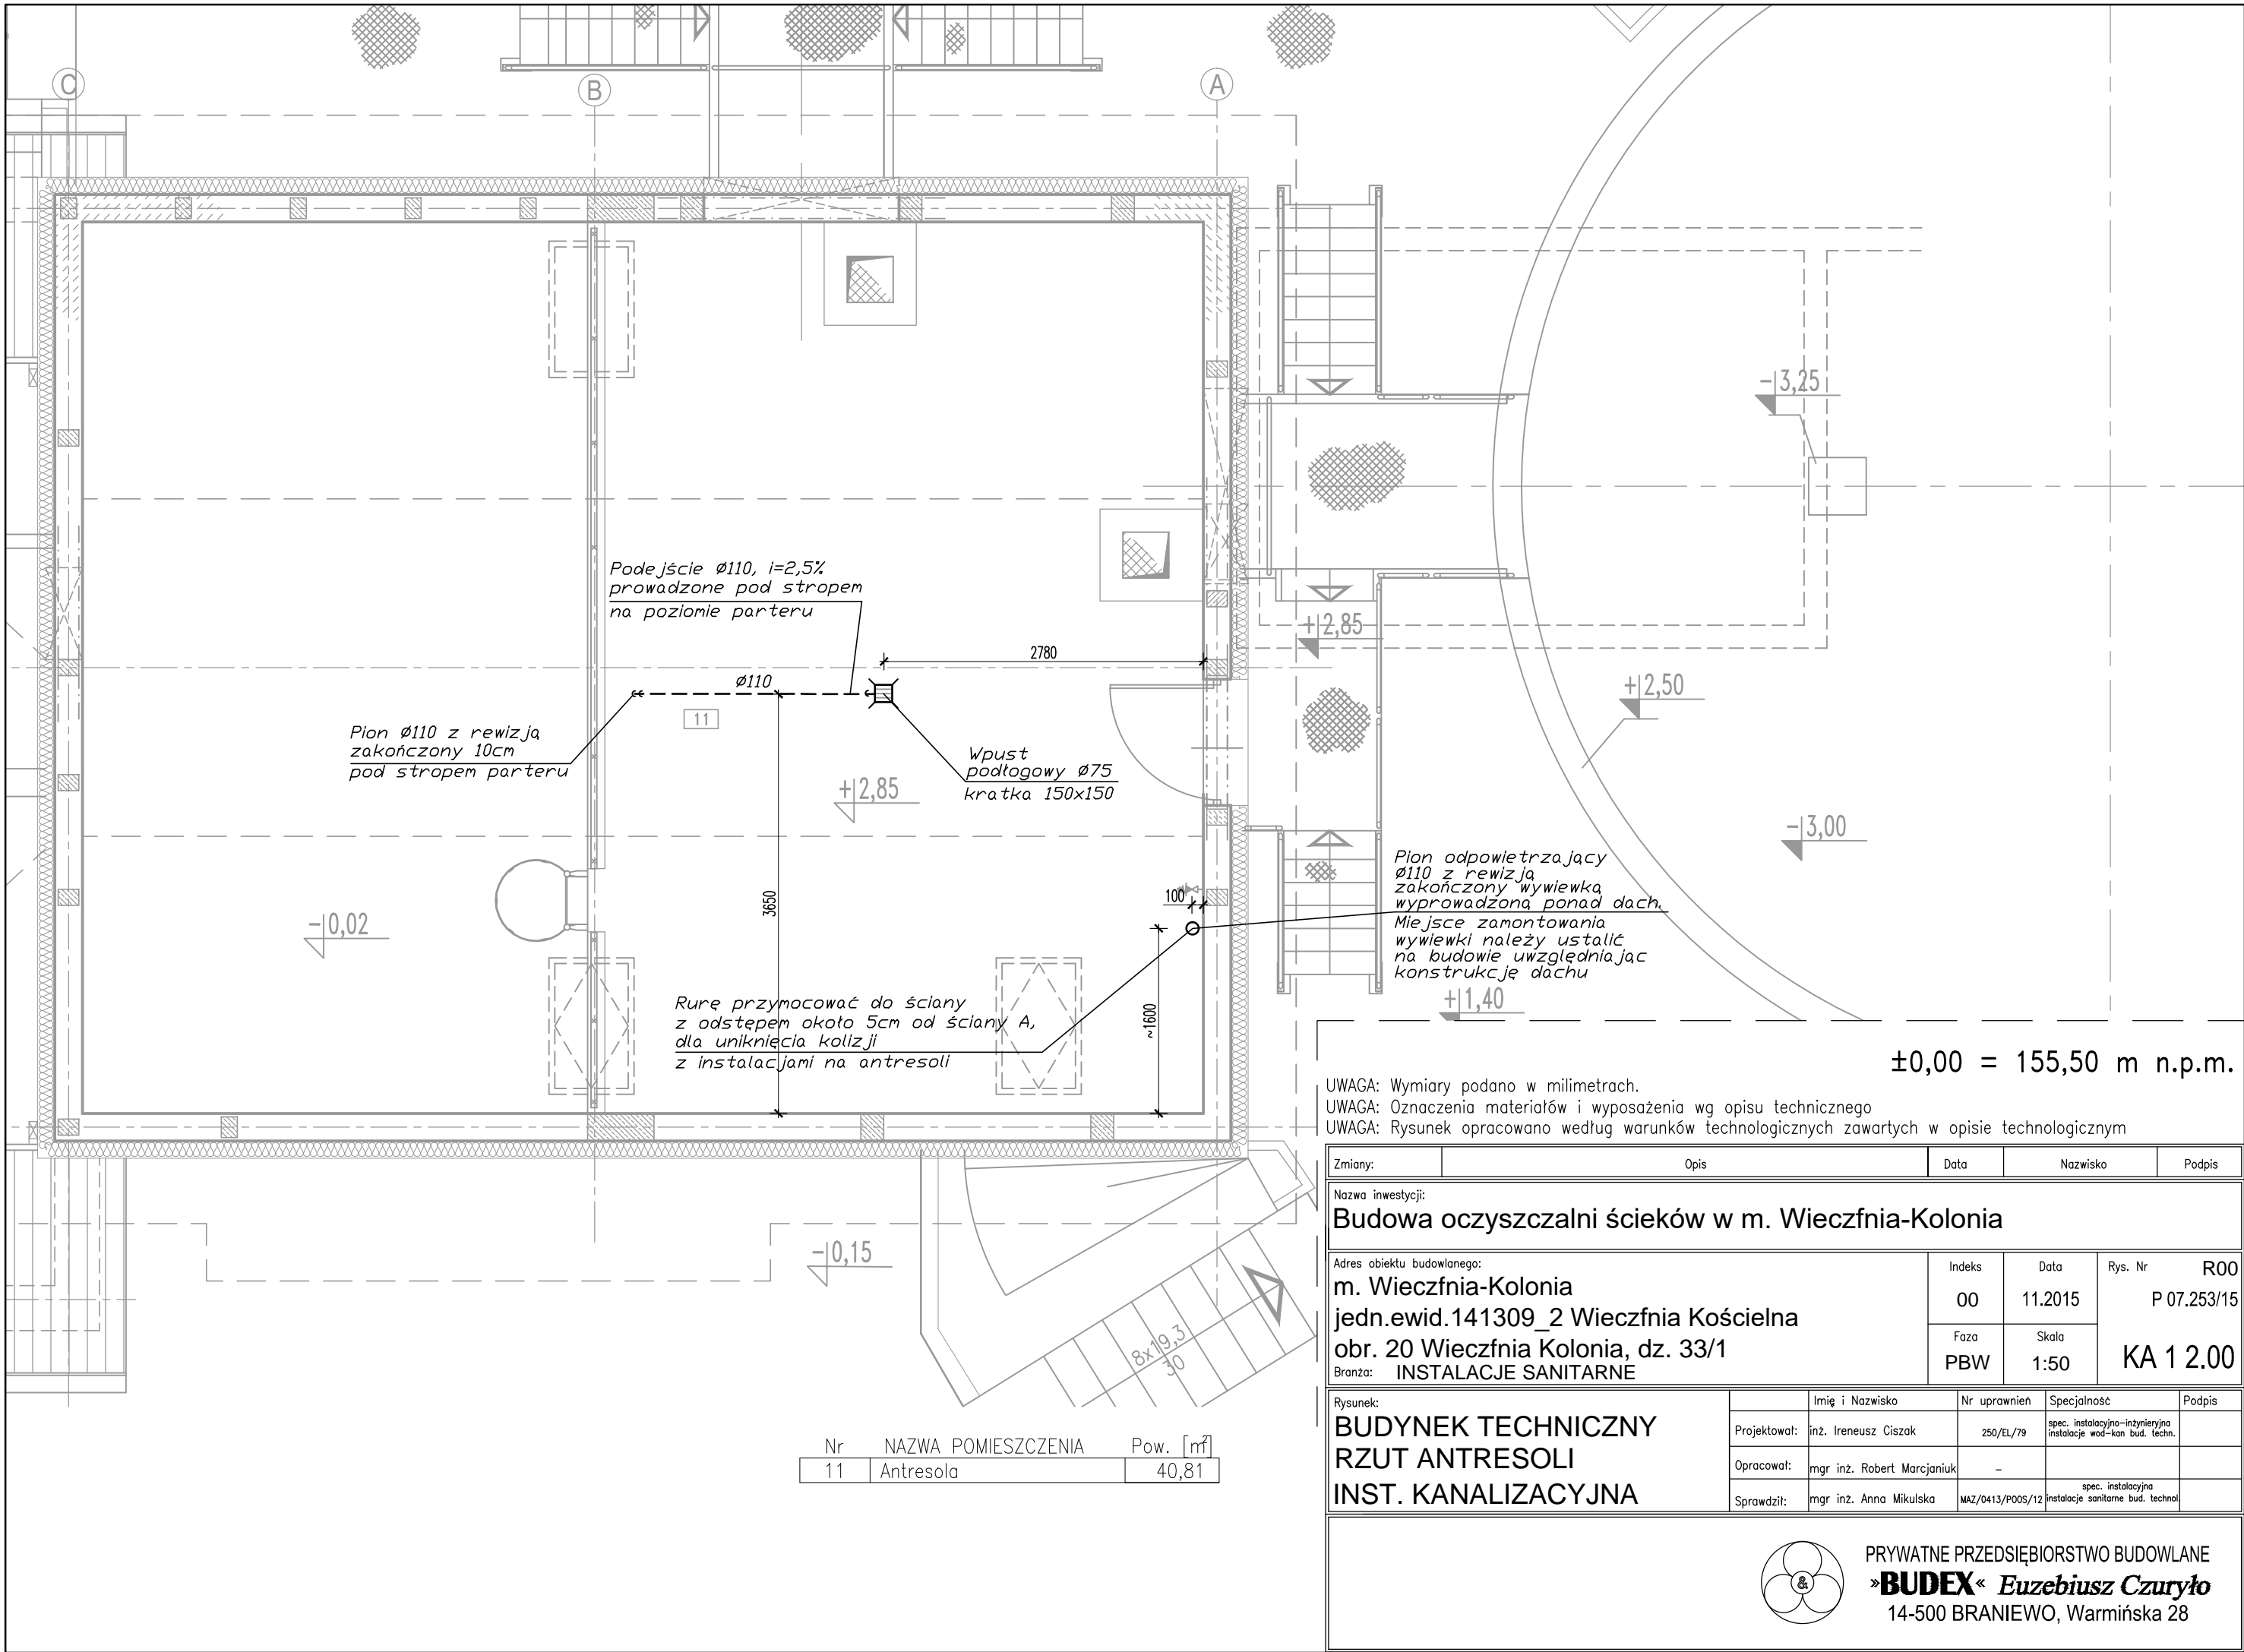 C
B
A
-3,25
Podejście Ø110, i=2,5%
prowadzone pod stropem
na poziomie parteru
+2,85
2780
Ø110
+2,50
11
Pion Ø110 z rewizją
zakończony 10cm
pod stropem parteru
Wpust
podłogowy Ø75
kratka 150x150
+2,85
-3,00
3650
100
-0,02
Pion odpowietrzający
Ø110 z rewizją
zakończony wywiewką
wyprowadzoną ponad dach.
Miejsce zamontowania
wywiewki należy ustalić
na budowie uwzględniając
konstrukcję dachu
Rurę przymocować do ściany
z odstępem około 5cm od ściany A,
dla uniknięcia kolizji
z instalacjami na antresoli
~1600
+1,40
±0,00 = 155,50 m n.p.m.
UWAGA: Wymiary podano w milimetrach.
UWAGA: Oznaczenia materiałów i wyposażenia wg opisu technicznego
UWAGA: Rysunek opracowano według warunków technologicznych zawartych w opisie technologicznym
-0,15
8x19,3
30
Zmiany: Opis Data Nazwisko Podpis
Nazwa inwestycji:
Budowa oczyszczalni ścieków w m. Wieczfnia-Kolonia
Adres obiektu budowlanego:
m. Wieczfnia-Kolonia
jedn.ewid.141309_2 Wieczfnia Kościelna
obr. 20 Wieczfnia Kolonia, dz. 33/1
Branża: INSTALACJE SANITARNE
Indeks Data Rys. Nr R00
00 11.2015 P 07.253/15
Faza Skala
PBW 1:50 KA 1 2.00
Rysunek:
BUDYNEK TECHNICZNY
RZUT ANTRESOLI
INST. KANALIZACYJNA
Imię i Nazwisko Nr uprawnień Specjalność Podpis
Projektował: inż. Ireneusz Ciszak 250/EL/79 spec. instalacyjno-inżynieryjna
instalacje wod-kan bud. techn.
Opracował: mgr inż. Robert Marcjaniuk -
Sprawdził: mgr inż. Anna Mikulska MAZ/0413/POOS/12 spec. instalacyjna
instalacje sanitarne bud. technol.
Nr NAZWA POMIESZCZENIA Pow. [m²]
11 Antresola 40,81
&
PRYWATNE PRZEDSIĘBIORSTWO BUDOWLANE
»BUDEX« Euzebiusz Czuryło
14-500 BRANIEWO, Warmińska 28